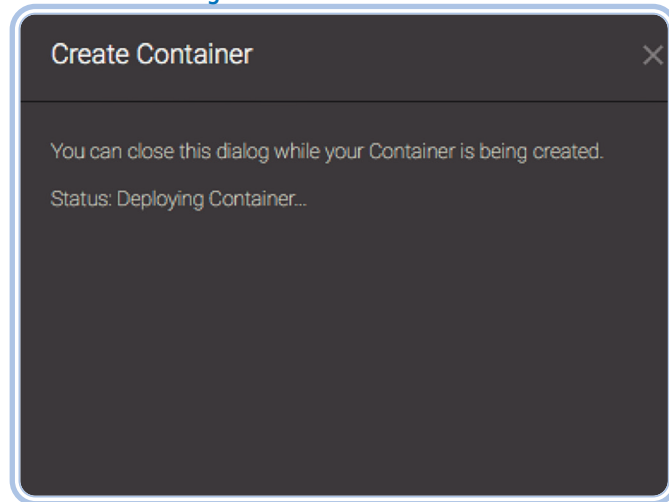 Create Container
You can close this dialog while your Container is being created.
Status: Deploying Container...